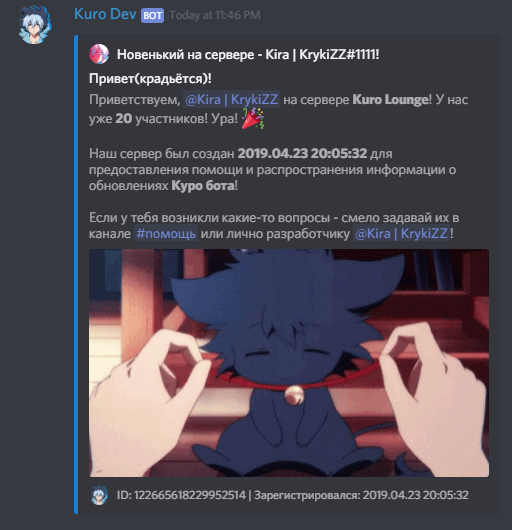 Kuro Dev BOT Today at 11:46 PM
Новенький на сервере - Kira | KrykiZZ#1111!
Привет(крадьётся)!
Приветствуем, @Kira | KrykiZZ на сервере Kuro Lounge! У нас
уже 20 участников! Ура!
Наш сервер был создан 2019.04.23 20:05:32 для
предоставления помощи и распространения информации о
обновлениях Куро бота!
Если у тебя возникли какие-то вопросы - смело задавай их в
канале #помощь или лично разработчику @Kira | KrykiZZ!
ID: 122665618229952514 | Зарегистрировался: 2019.04.23 20:05:32